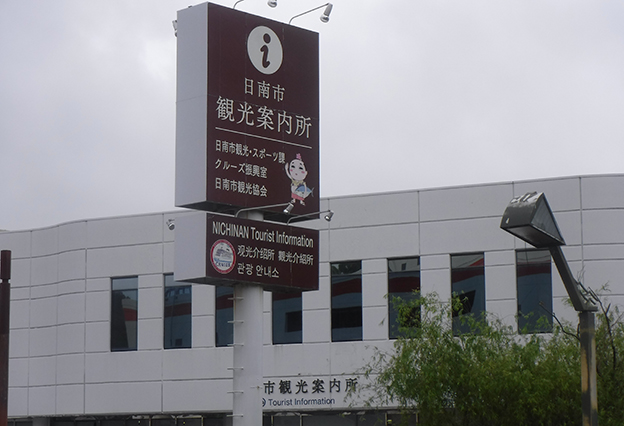 i
日南市
観光案内所
日南市観光・スポーツ課
クルーズ振興室
日南市観光協会
NICHINAN Tourist Information
观光介绍所 観光介紹所
관광 안내소
市観光案内所
Tourist Information